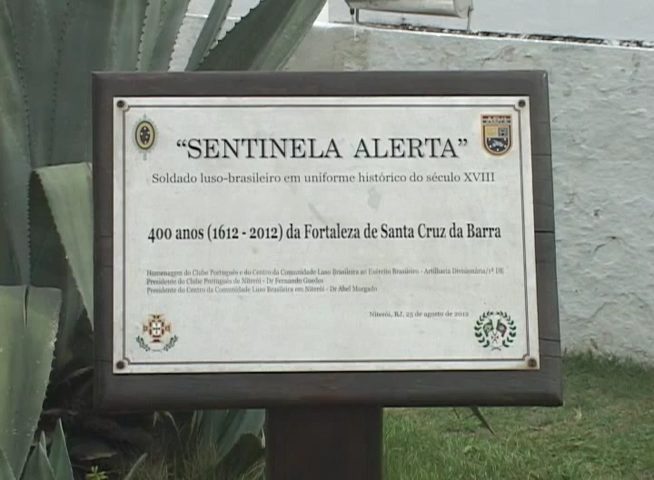 "SENTINELA ALERTA"
Soldado luso-brasileiro em uniforme histórico do século XVIII
400 anos (1612 - 2012) da Fortaleza de Santa Cruz da Barra
Homenagem do Clube Português e do Centro da Comunidade Luso Brasileira ao Exército Brasileiro - Artilharia Divisionária/1ª DE
Presidente do Clube Português de Niterói - Dr Fernando Guedes
Presidente do Centro da Comunidade Luso Brasileira em Niterói - Dr Abel Morgado
Niterói, RJ, 25 de agosto de 2012